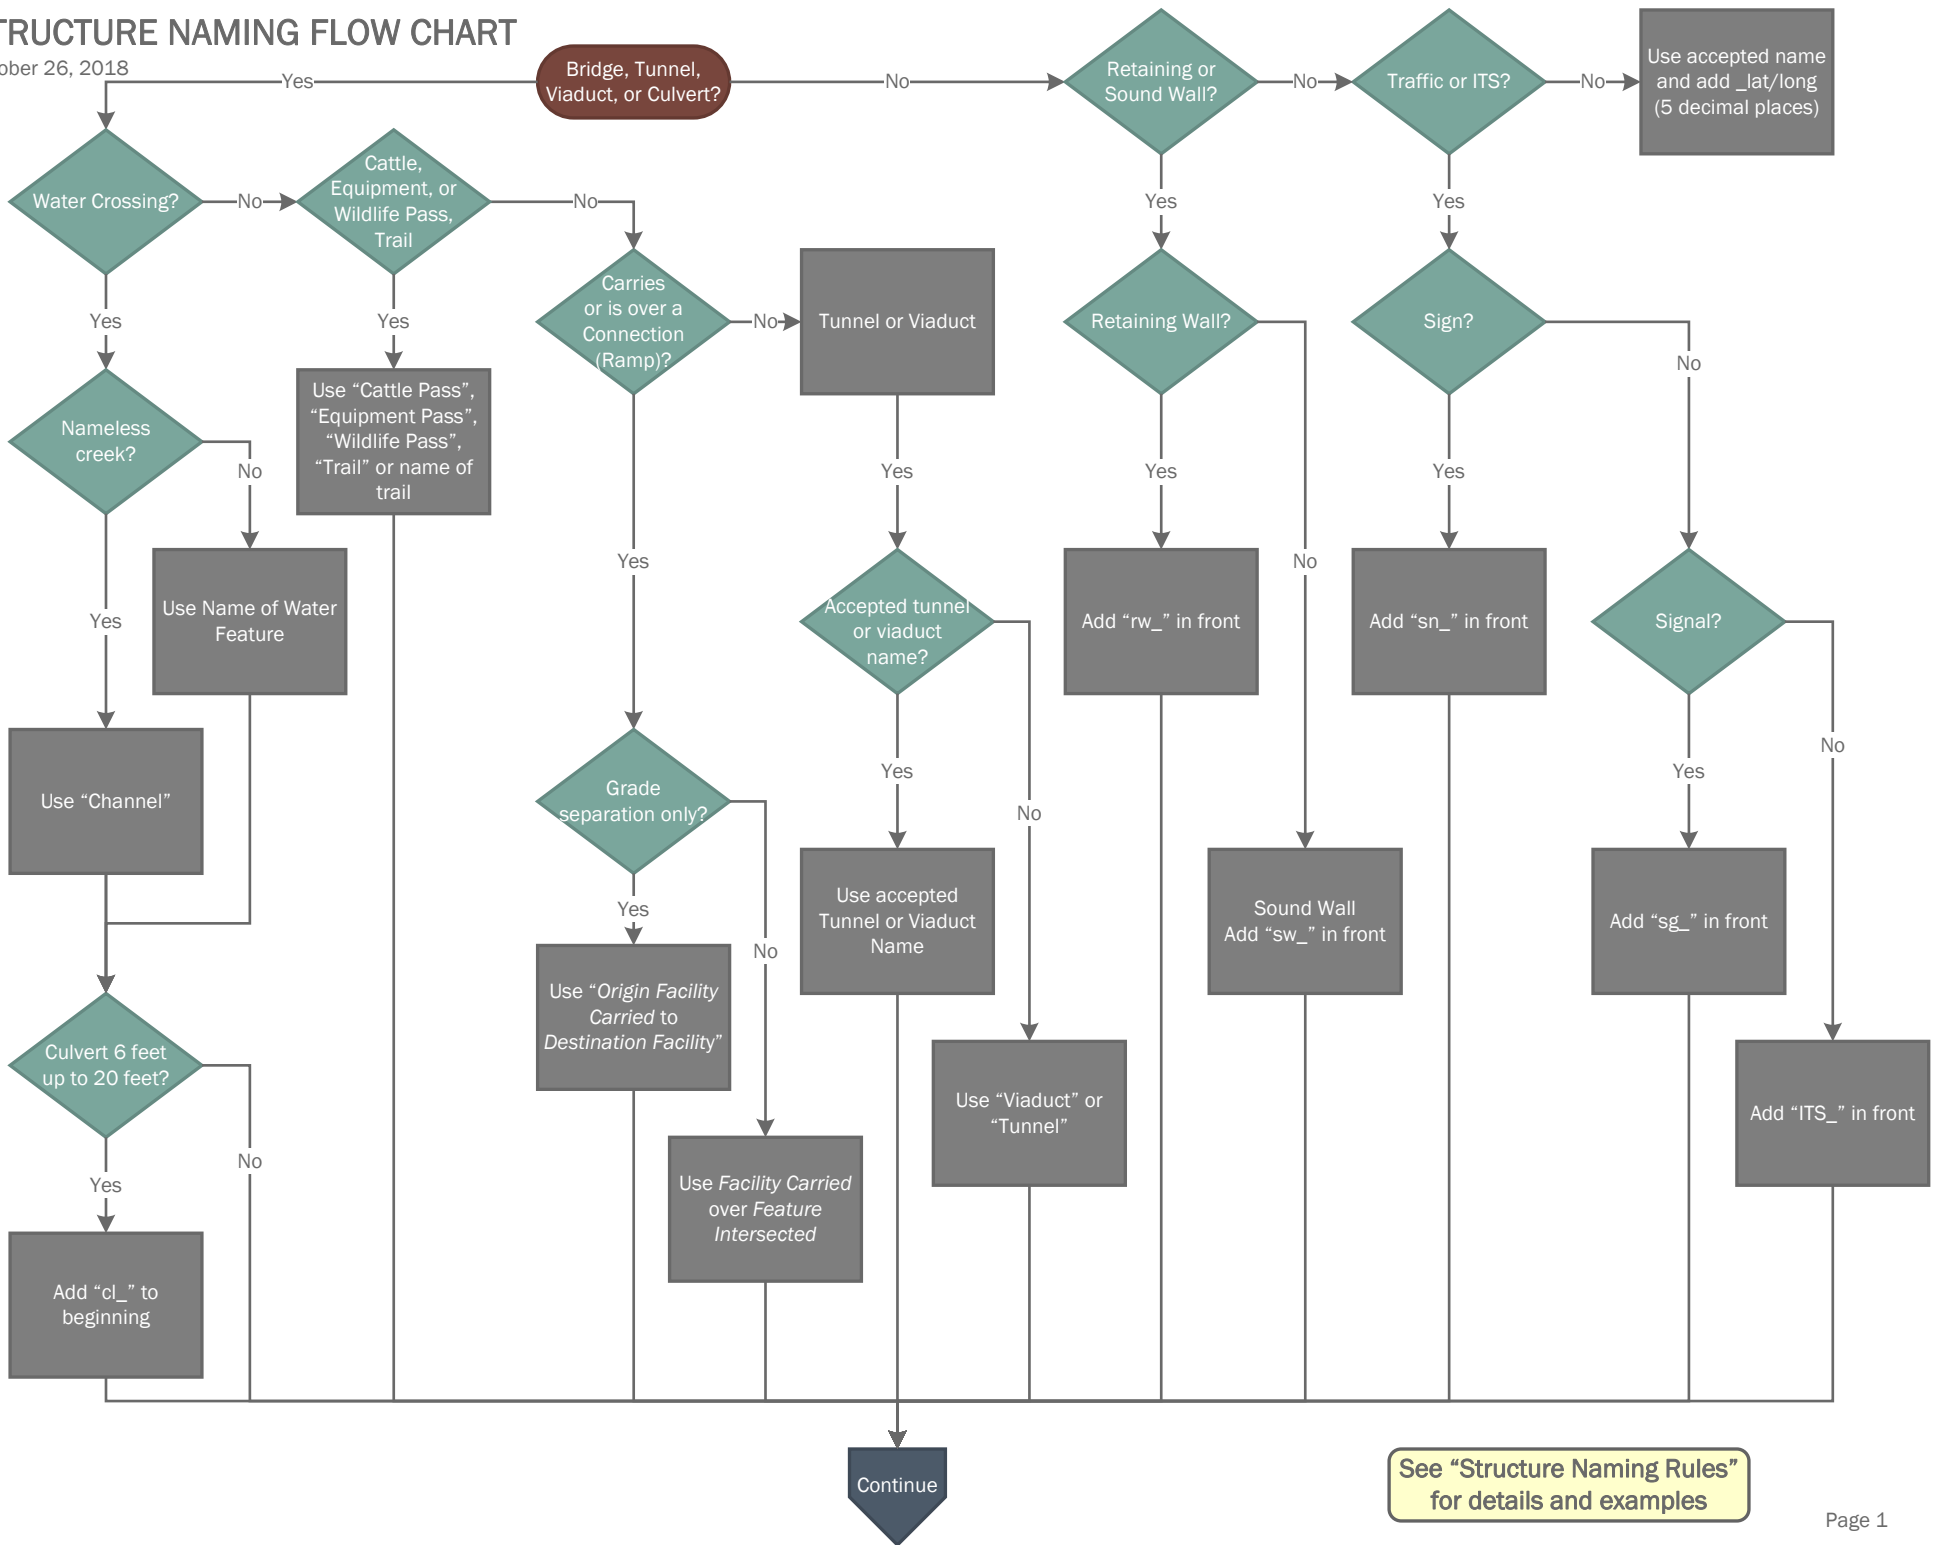 TRUCTURE NAMING FLOW CHART
ober 26, 2018
Bridge, Tunnel,
Viaduct, or Culvert?
Yes
No
Retaining or
Sound Wall?
No
Traffic or ITS?
No
Use accepted name
and add _lat/long
(5 decimal places)
Water Crossing?
No
Cattle,
Equipment, or
Wildlife Pass,
Trail
No
Yes
Yes
Yes
Yes
Carries
or is over a
Connection
(Ramp)?
No
Tunnel or Viaduct
Retaining Wall?
Sign?
No
Nameless
creek?
No
Use “Cattle Pass”,
“Equipment Pass”,
“Wildlife Pass”,
“Trail” or name of
trail
Yes
Yes
Yes
Yes
No
Yes
Use Name of Water
Feature
Accepted tunnel
or viaduct
name?
Add “rw_” in front
Add “sn_” in front
Signal?
Use “Channel”
Grade
separation only?
Yes
No
Yes
No
Yes
No
Use accepted
Tunnel or Viaduct
Name
Sound Wall
Add “sw_” in front
Add “sg_” in front
Culvert 6 feet
up to 20 feet?
Use “Origin Facility
Carried to
Destination Facility”
Use “Viaduct” or
“Tunnel”
Add “ITS_” in front
Yes
No
Use Facility Carried
over Feature
Intersected
Add “cl_” to
beginning
Continue
See “Structure Naming Rules”
for details and examples
Page 1